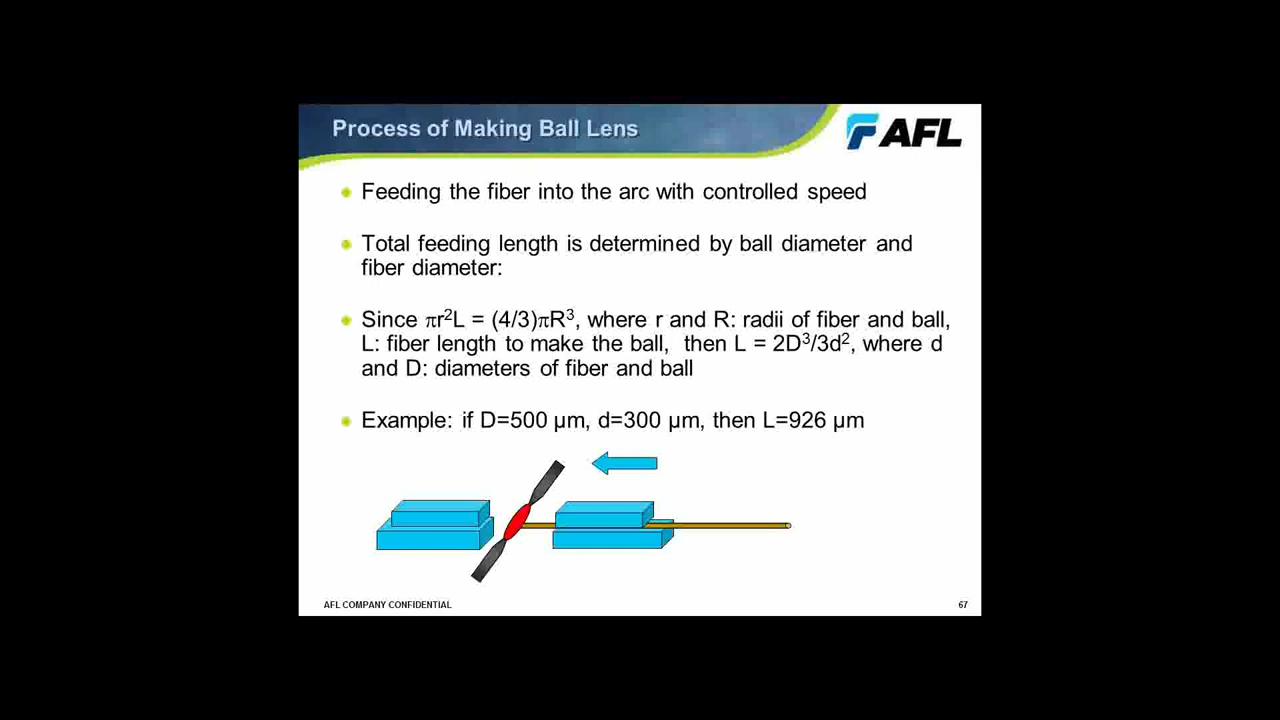 Process of Making Ball Lens
AFL
Feeding the fiber into the arc with controlled speed
Total feeding length is determined by ball diameter and
fiber diameter:
Since πr²L = (4/3)πR³, where r and R: radii of fiber and ball,
L: fiber length to make the ball, then L = 2D³/3d², where d
and D: diameters of fiber and ball
Example: if D=500 µm, d=300 µm, then L=926 µm
AFL COMPANY CONFIDENTIAL
67